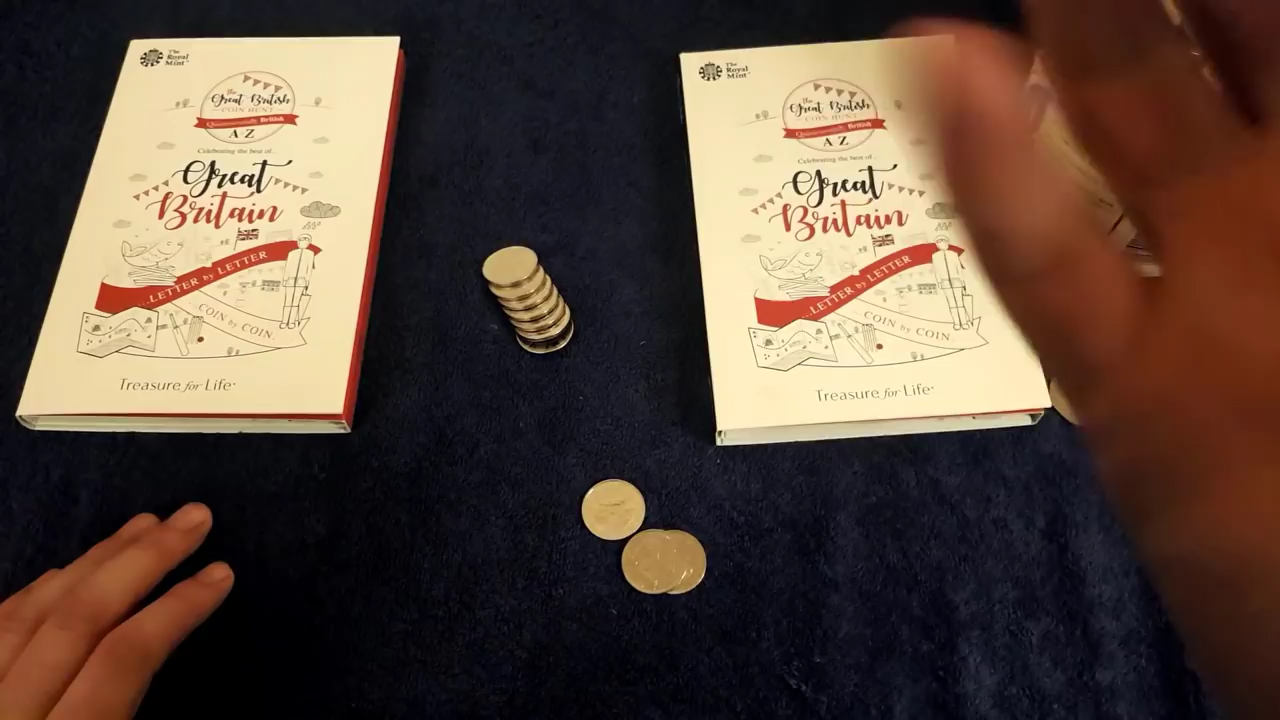 The
Royal
Mint
The
Great British
COIN HUNT
Quintessentially British
A Z
Celebrating the best of...
Great
Britain
...LETTER by LETTER
COIN by COIN.
Treasure for Life
The
Royal
Mint
The
Great British
COIN HUNT
Quintessentially British
A Z
Celebrating the best of...
Great
Britain
...LETTER by LETTER
COIN by COIN.
Treasure for Life